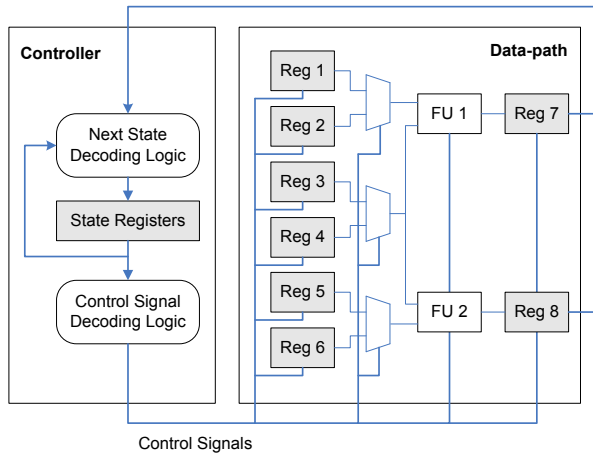 Controller
Data-path
Next State
Decoding Logic
State Registers
Control Signal
Decoding Logic
Reg 1
Reg 2
Reg 3
Reg 4
Reg 5
Reg 6
FU 1
Reg 7
FU 2
Reg 8
Control Signals